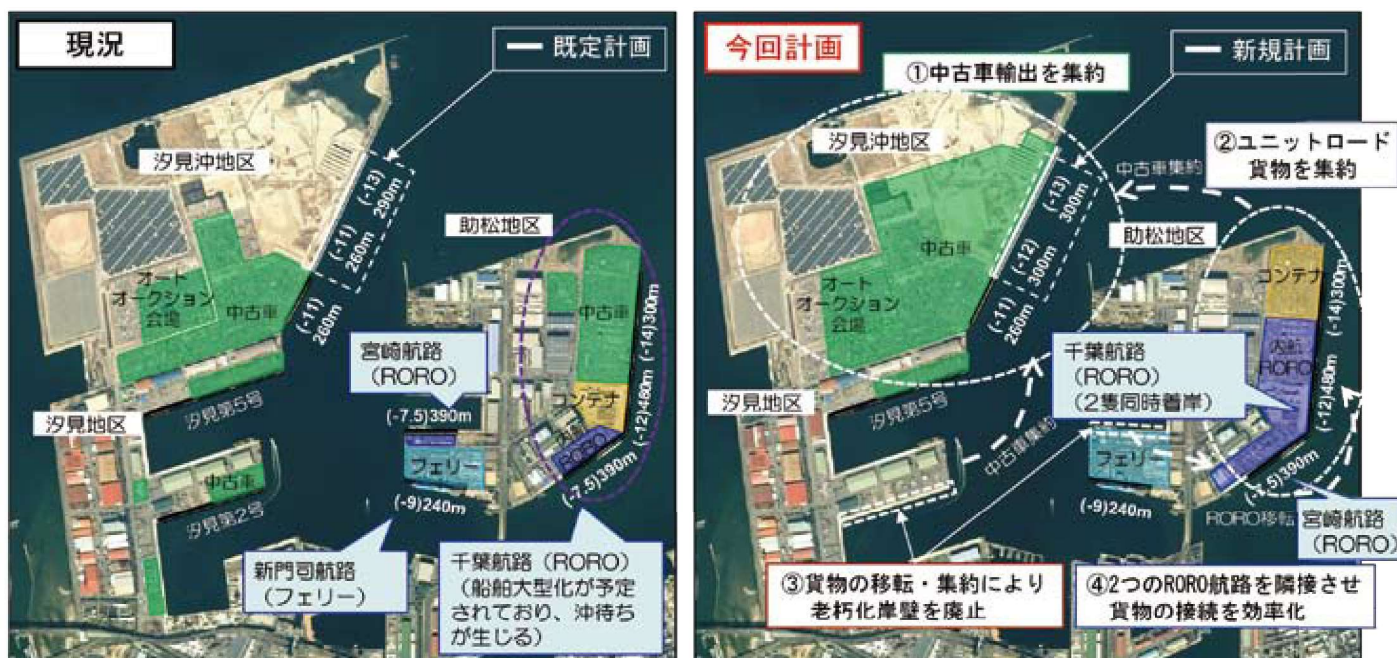 現況
既定計画
汐見沖地区
(-13)
290m
(-11)
260m
(-11)
260m
オート
オークション
会場
中古車
助松地区
中古車
(-14)300m
コンテナ
(-12)480m
内航
RORO
(-7.5)390m
宮崎航路
(RORO)
(-7.5)390m
フェリー
(-9)240m
汐見地区
汐見第5号
中古車
汐見第2号
新門司航路
(フェリー)
千葉航路(RORO)
(船舶大型化が予定
されており、沖待ち
が生じる)
今回計画
新規計画
①中古車輸出を集約
②ユニットロード
貨物を集約
汐見沖地区
中古車集約
(-13)
300m
(-12)
300m
(-11)
260m
中古車
オート
オークション
会場
助松地区
コンテナ
(-14)300m
内航
RORO
(-12)480m
千葉航路
(RORO)
(2隻同時着岸)
汐見地区
汐見第5号
中古車集約
フェリー
(-9)240m
(-7.5)390m
RORO移転
宮崎航路
(RORO)
③貨物の移転・集約により
老朽化岸壁を廃止
④2つのRORO航路を隣接させ
貨物の接続を効率化